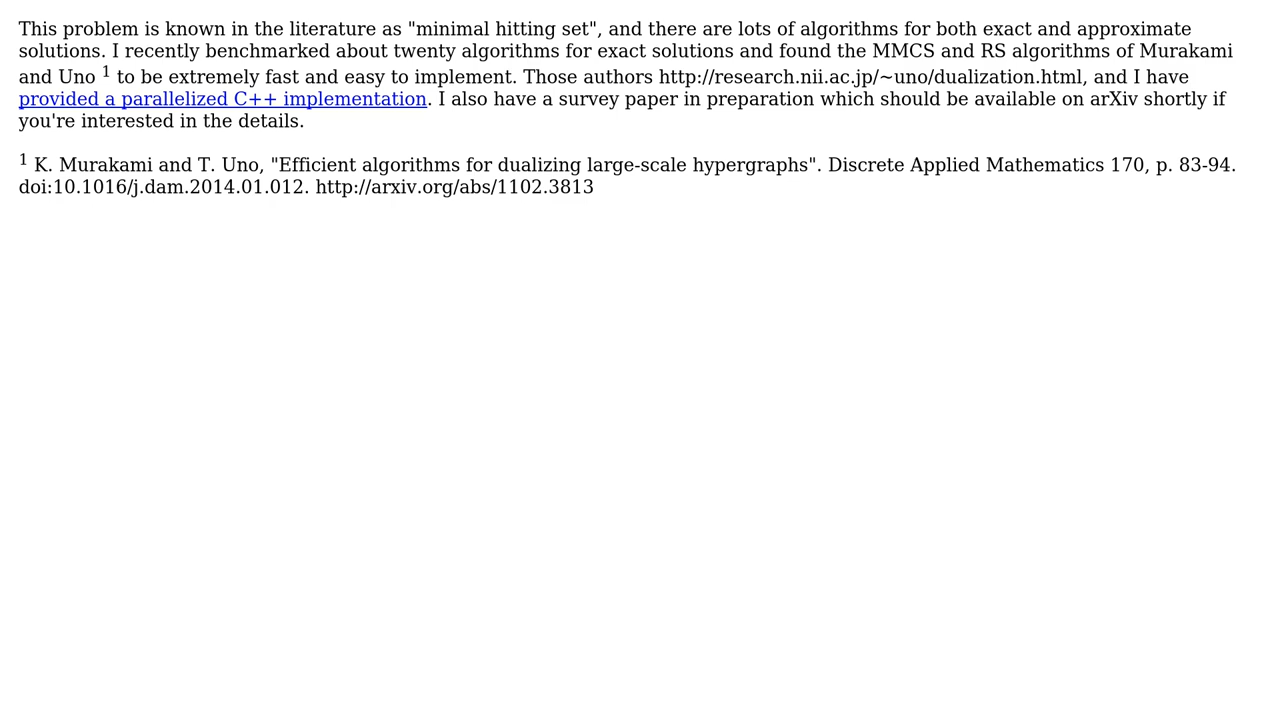 This problem is known in the literature as "minimal hitting set", and there are lots of algorithms for both exact and approximate
solutions. I recently benchmarked about twenty algorithms for exact solutions and found the MMCS and RS algorithms of Murakami
and Uno 1 to be extremely fast and easy to implement. Those authors http://research.nii.ac.jp/~uno/dualization.html, and I have
provided a parallelized C++ implementation. I also have a survey paper in preparation which should be available on arXiv shortly if
you're interested in the details.
1 K. Murakami and T. Uno, "Efficient algorithms for dualizing large-scale hypergraphs". Discrete Applied Mathematics 170, p. 83-94.
doi:10.1016/j.dam.2014.01.012. http://arxiv.org/abs/1102.3813